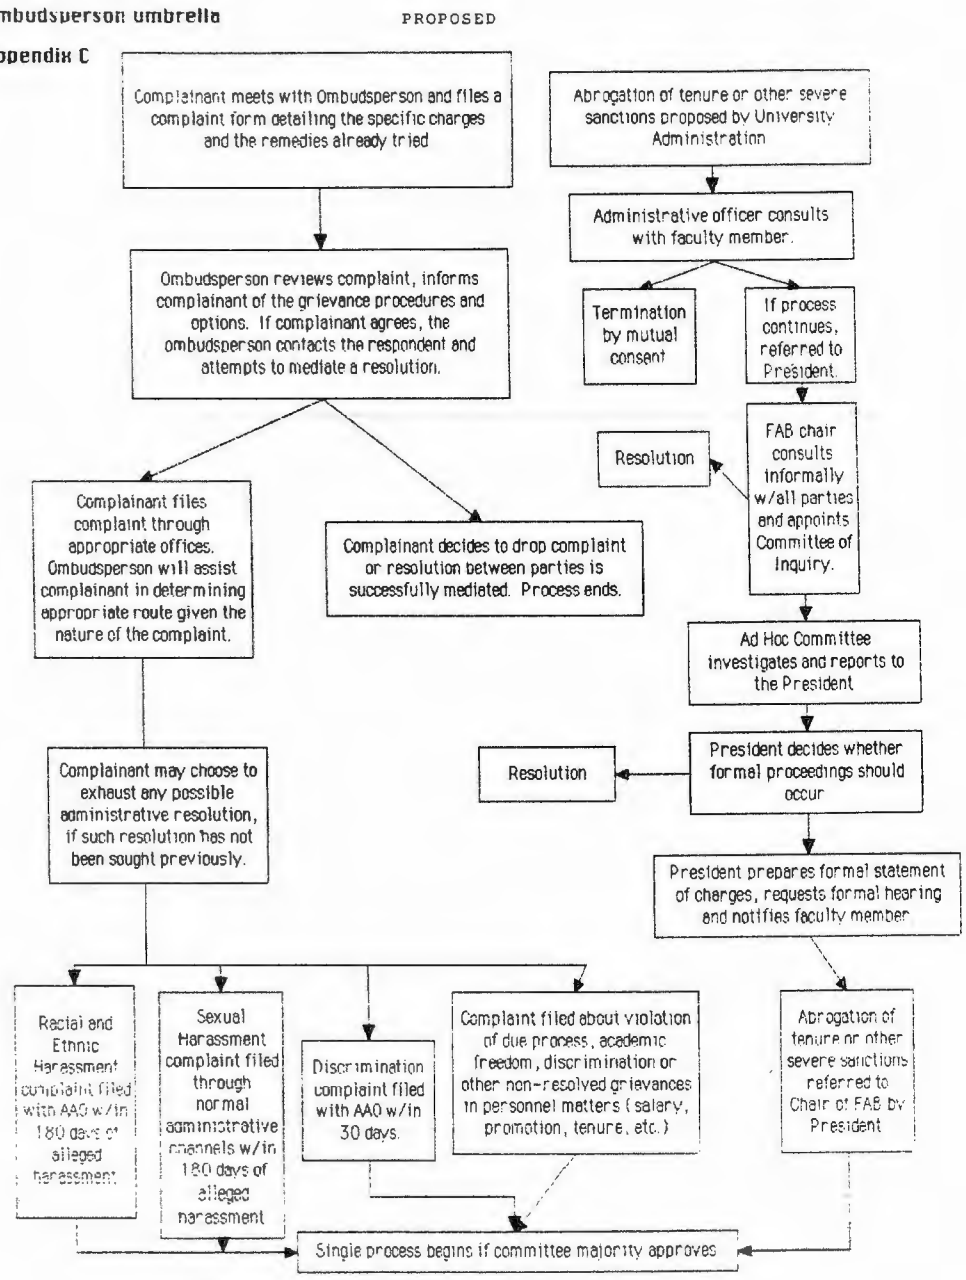 mbudsperson umbrella
PROPOSED
ppendix C
Complainant meets with Ombudsperson and files a
complaint form detailing the specific charges
and the remedies already tried
Abrogation of tenure or other severe
sanctions proposed by University
Administration
Administrative officer consults
with faculty member.
Ombudsperson reviews complaint, informs
complainant of the grievance procedures and
options. If complainant agrees, the
ombudsperson contacts the respondent and
attempts to mediate a resolution.
Termination
by mutual
consent
If process
continues,
referred to
President.
Resolution
FAB chair
consults
informally
w/all parties
and appoints
Committee of
Inquiry.
Complainant files
complaint through
appropriate offices.
Ombudsperson will assist
complainant in determining
appropriate route given the
nature of the complaint.
Complainant decides to drop complaint
or resolution between parties is
successfully mediated. Process ends.
Ad Hoc Committee
investigates and reports to
the President
Complainant may choose to
exhaust any possible
administrative resolution,
if such resolution has not
been sought previously.
Resolution
President decides whether
formal proceedings should
occur
President prepares formal statement
of charges, requests formal hearing
and notifies faculty member
Racial and
Ethnic
Harassment
complaint filed
with AAO w/in
180 days of
alleged
harassment
Sexual
Harassment
complaint filed
through
normal
administrative
channels w/in
180 days of
alleged
harassment
Discrimination
complaint filed
with AAO w/in
30 days.
Complaint filed about violation
of due process, academic
freedom, discrimination or
other non-resolved grievances
in personnel matters (salary,
promotion, tenure, etc.)
Abrogation of
tenure or other
severe sanctions
referred to
Chair of FAB by
President
Single process begins if committee majority approves